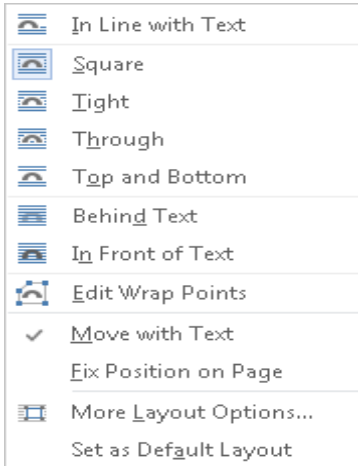 In Line with Text
Square
Tight
Through
Top and Bottom
Behind Text
In Front of Text
Edit Wrap Points
Move with Text
Fix Position on Page
More Layout Options...
Set as Default Layout